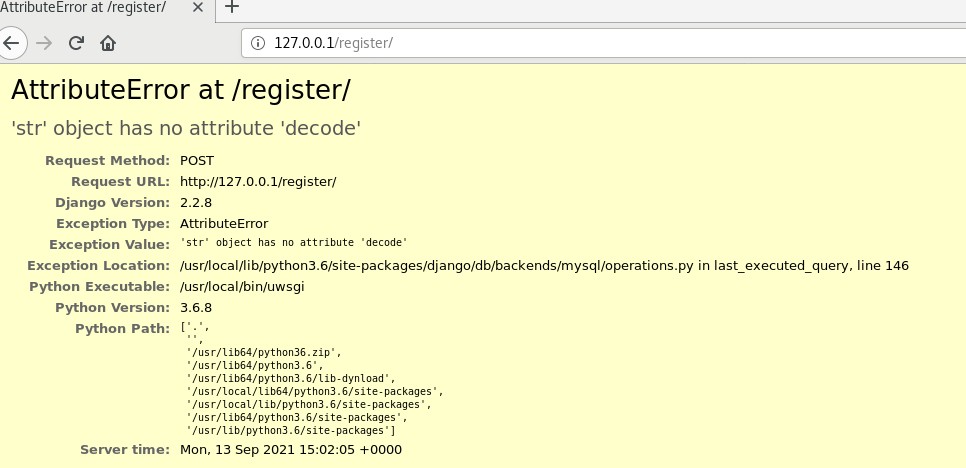 AttributeError at /register/
127.0.0.1/register/
AttributeError at /register/
'str' object has no attribute 'decode'
Request Method: POST
Request URL: http://127.0.0.1/register/
Django Version: 2.2.8
Exception Type: AttributeError
Exception Value: 'str' object has no attribute 'decode'
Exception Location: /usr/local/lib/python3.6/site-packages/django/db/backends/mysql/operations.py in last_executed_query, line 146
Python Executable: /usr/local/bin/uwsgi
Python Version: 3.6.8
Python Path: ['.',
'',
'/usr/lib64/python36.zip',
'/usr/lib64/python3.6',
'/usr/lib64/python3.6/lib-dynload',
'/usr/local/lib64/python3.6/site-packages',
'/usr/local/lib/python3.6/site-packages',
'/usr/lib64/python3.6/site-packages',
'/usr/lib/python3.6/site-packages']
Server time: Mon, 13 Sep 2021 15:02:05 +0000